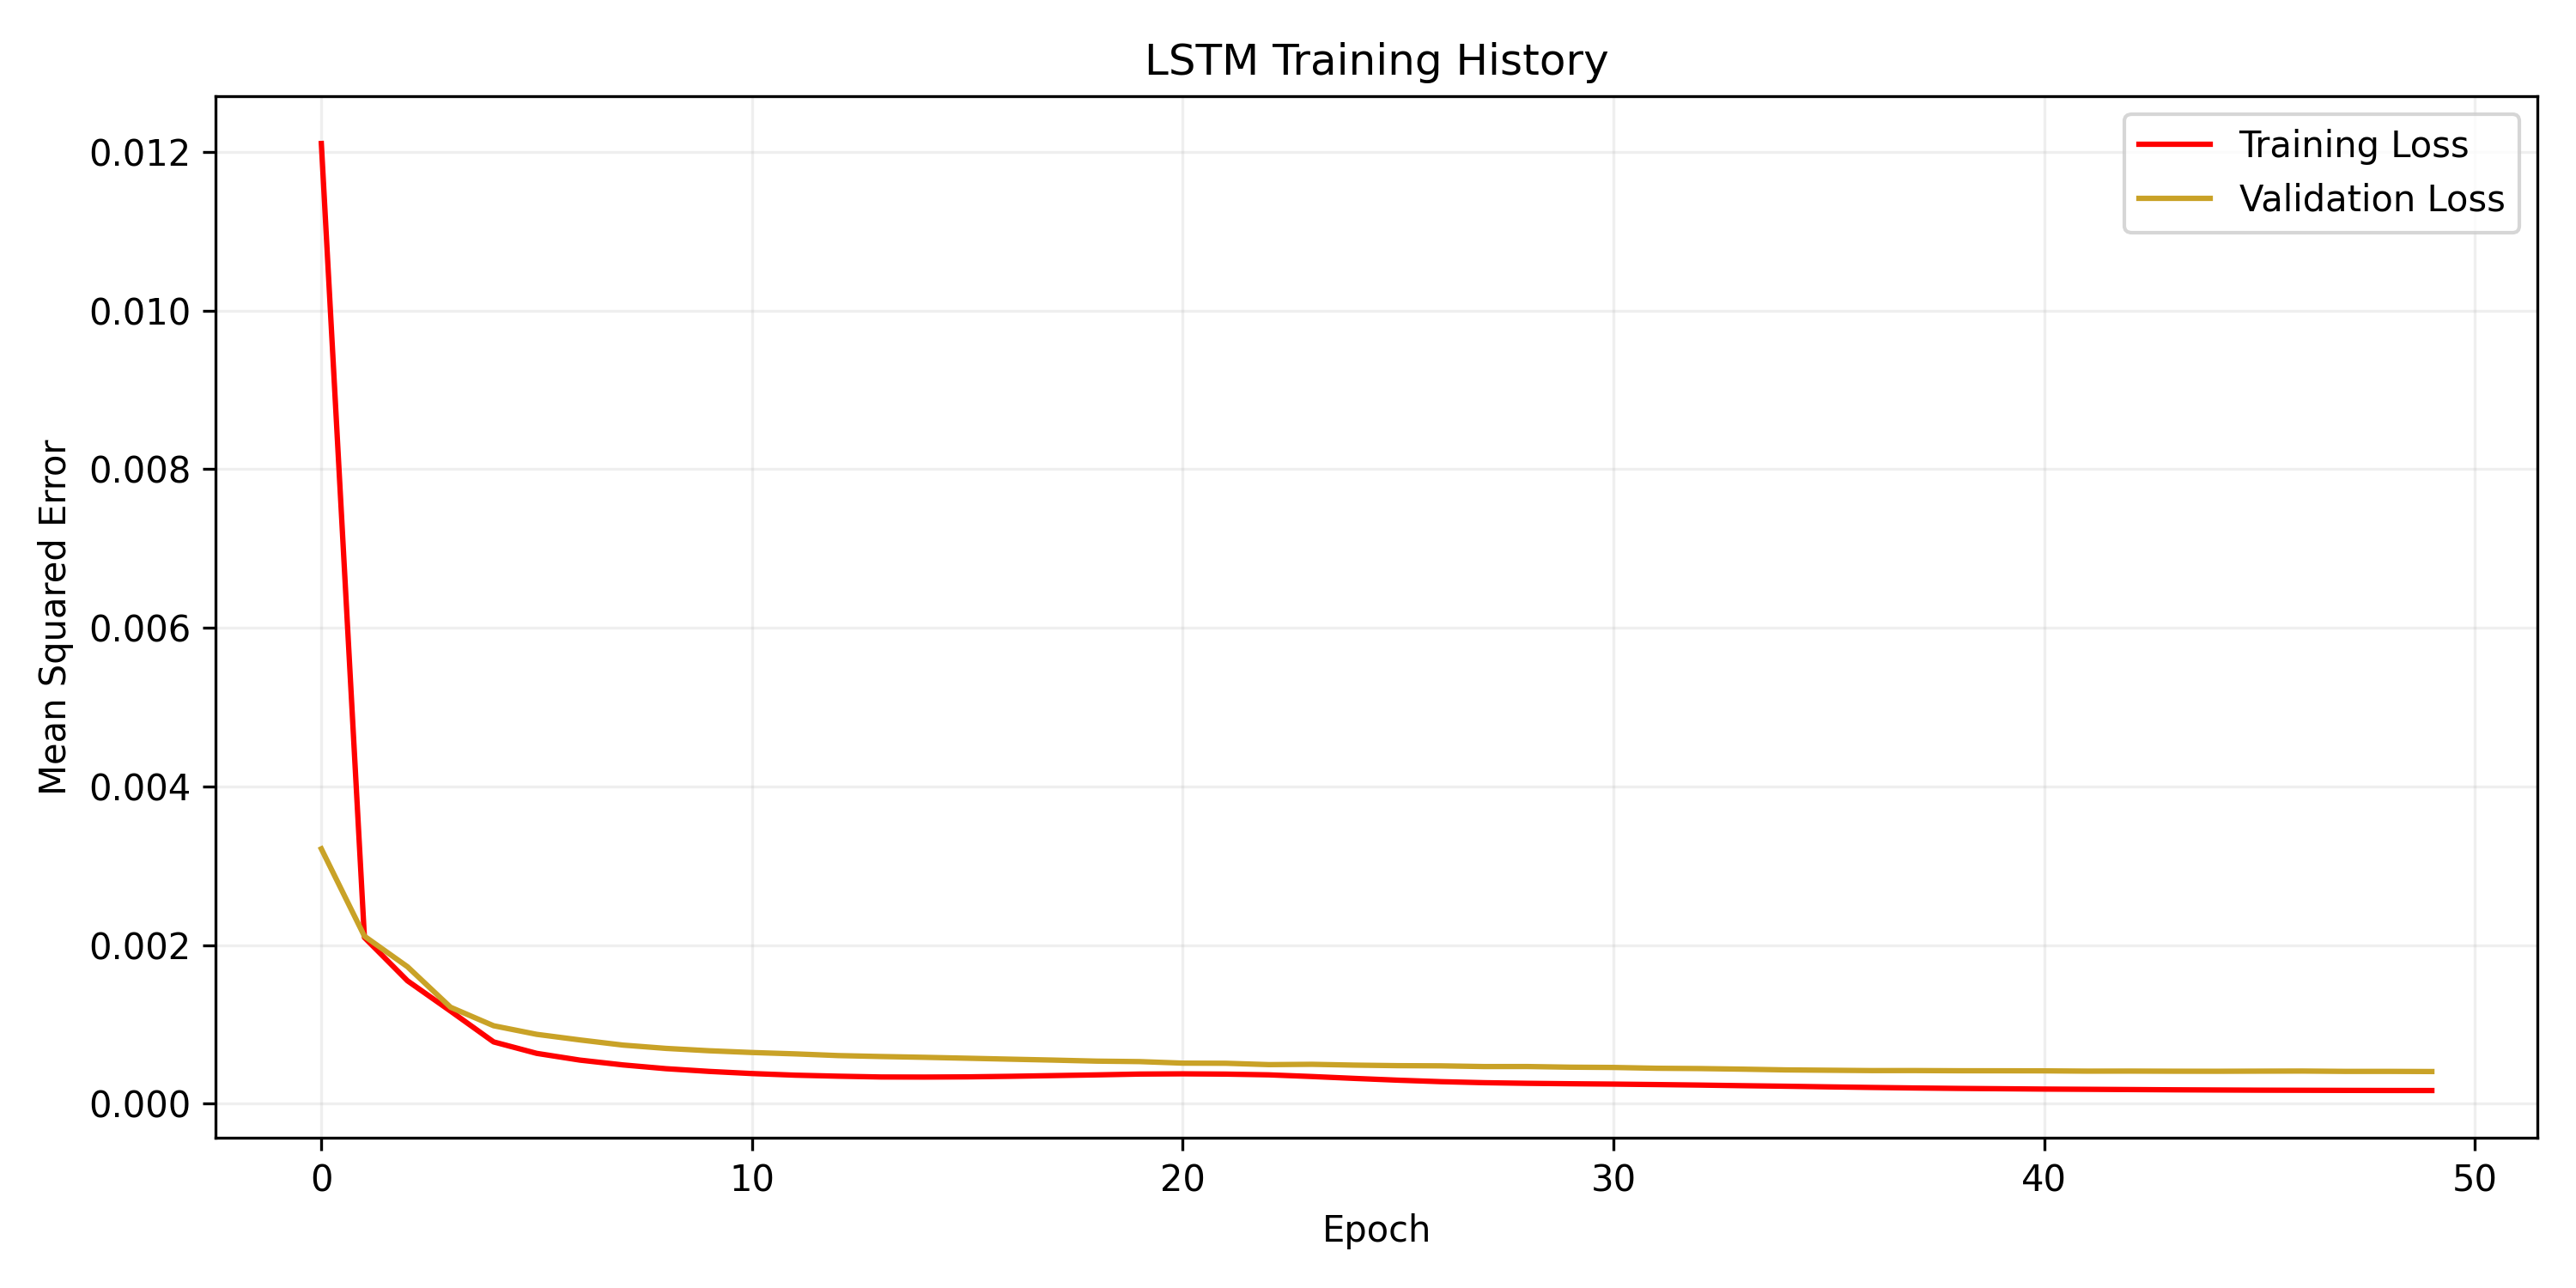 LSTM Training History
Training Loss
Validation Loss
Mean Squared Error
0.012
0.010
0.008
0.006
0.004
0.002
0.000
0 10 20 30 40 50
Epoch